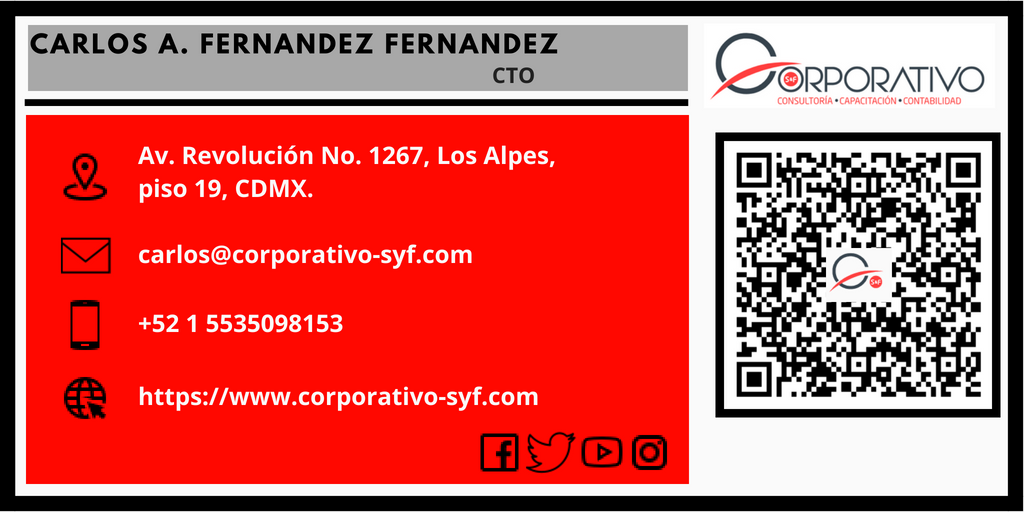 CARLOS A. FERNANDEZ FERNANDEZ
CTO
Av. Revolución No. 1267, Los Alpes,
piso 19, CDMX.
carlos@corporativo-syf.com
+52 1 5535098153
https://www.corporativo-syf.com
CORPORATIVO
S&F
CONSULTORÍA • CAPACITACIÓN • CONTABILIDAD
S&F